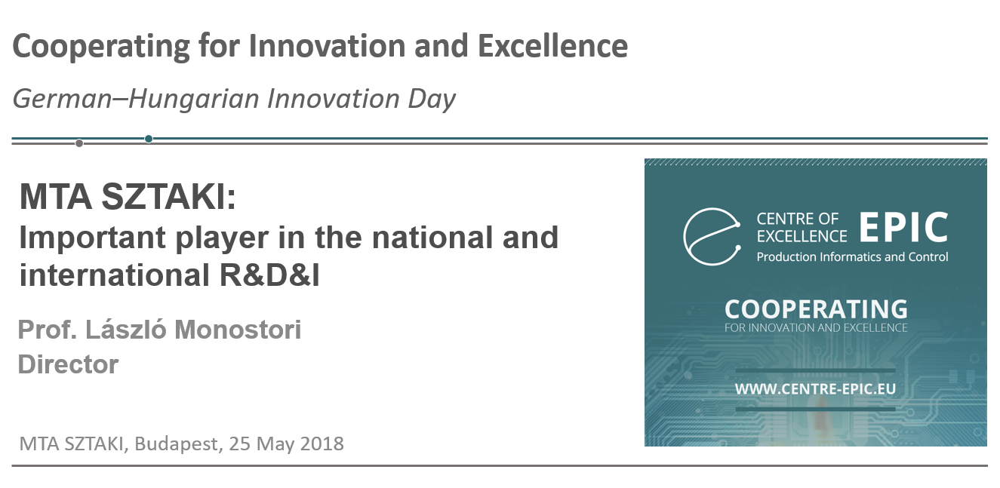 Cooperating for Innovation and Excellence
German–Hungarian Innovation Day
MTA SZTAKI:
Important player in the national and
international R&D&I
Prof. László Monostori
Director
MTA SZTAKI, Budapest, 25 May 2018
CENTRE OF
EXCELLENCE EPIC
Production Informatics and Control
COOPERATING
FOR INNOVATION AND EXCELLENCE
WWW.CENTRE-EPIC.EU